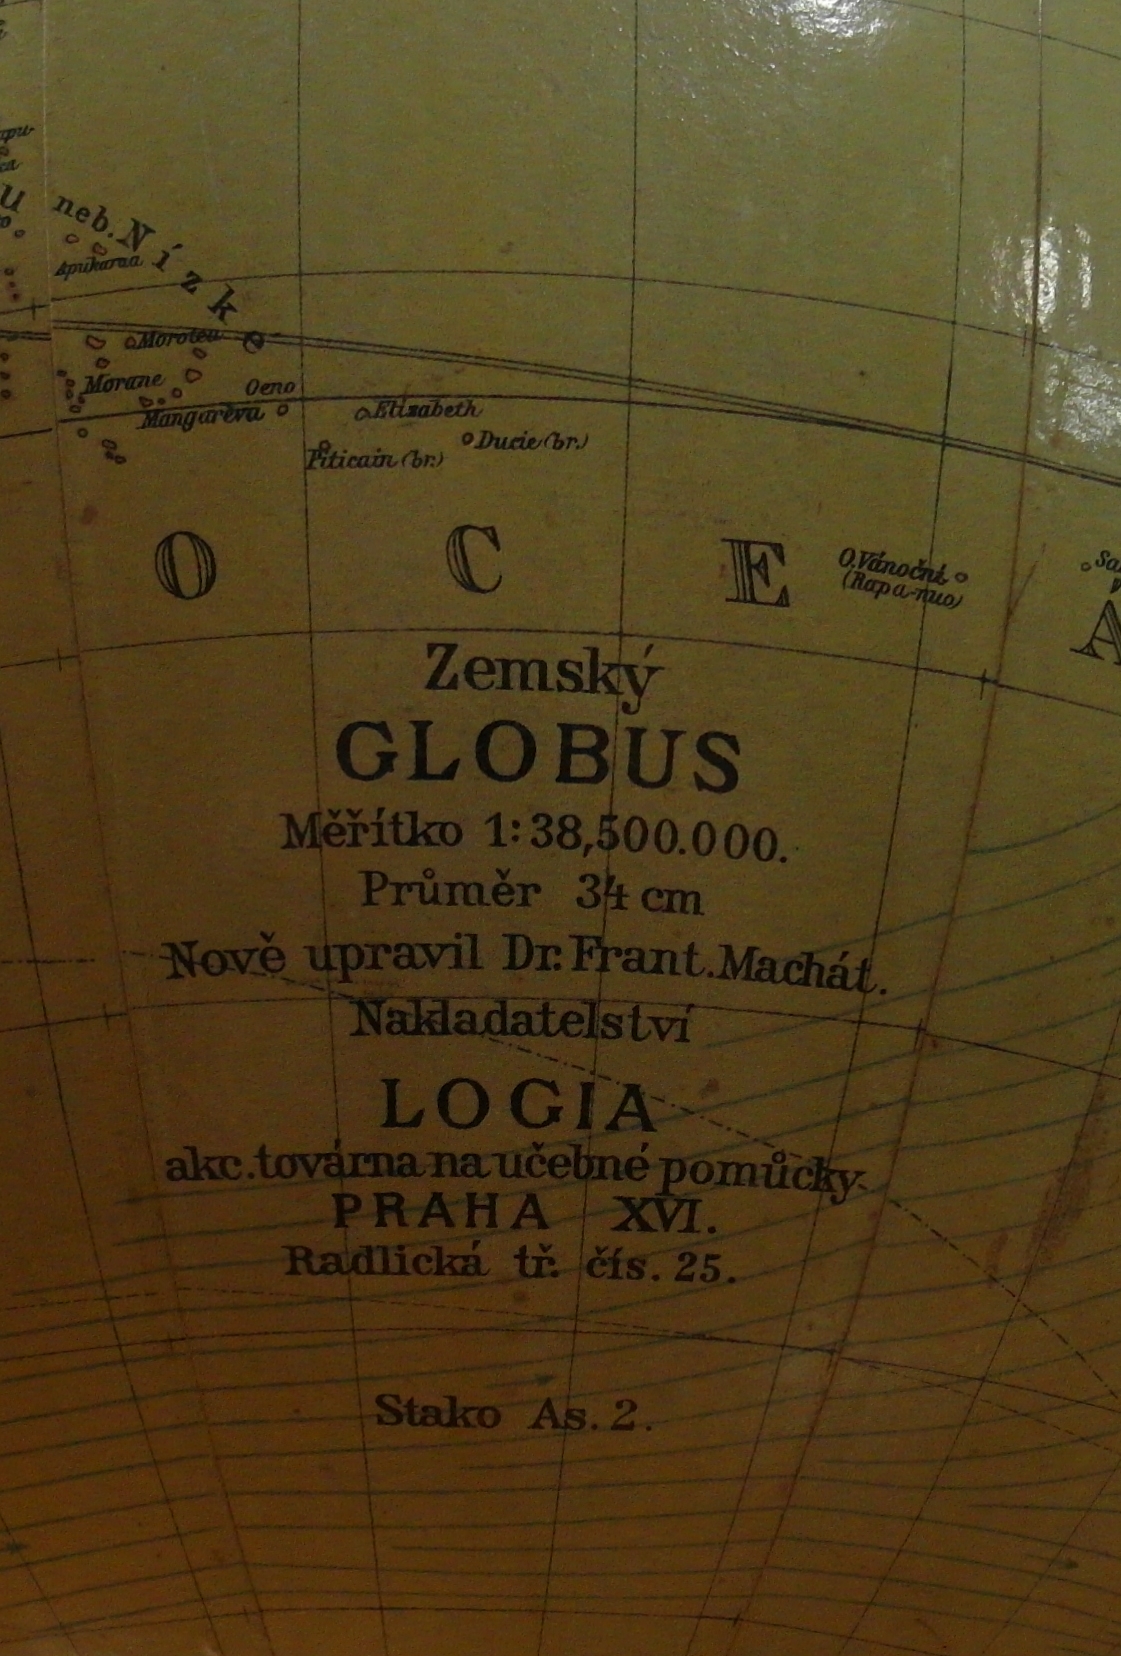 neb. Nízké
Apukarua
Moroteu
Morane
Oeno
Mangarèva
Elizabeth
Ducie (br.)
Piticain (br.)
O C E A
O. Vánoční
(Rapa-nuo)
Zemský
GLOBUS
Měřítko 1:38,500.000.
Průměr 34 cm
Nově upravil Dr. Frant. Machát.
Nakladatelství
LOGIA
akc. továrna na učebné pomůcky
PRAHA XVI.
Radlická tř. čís. 25.
Stako As. 2.